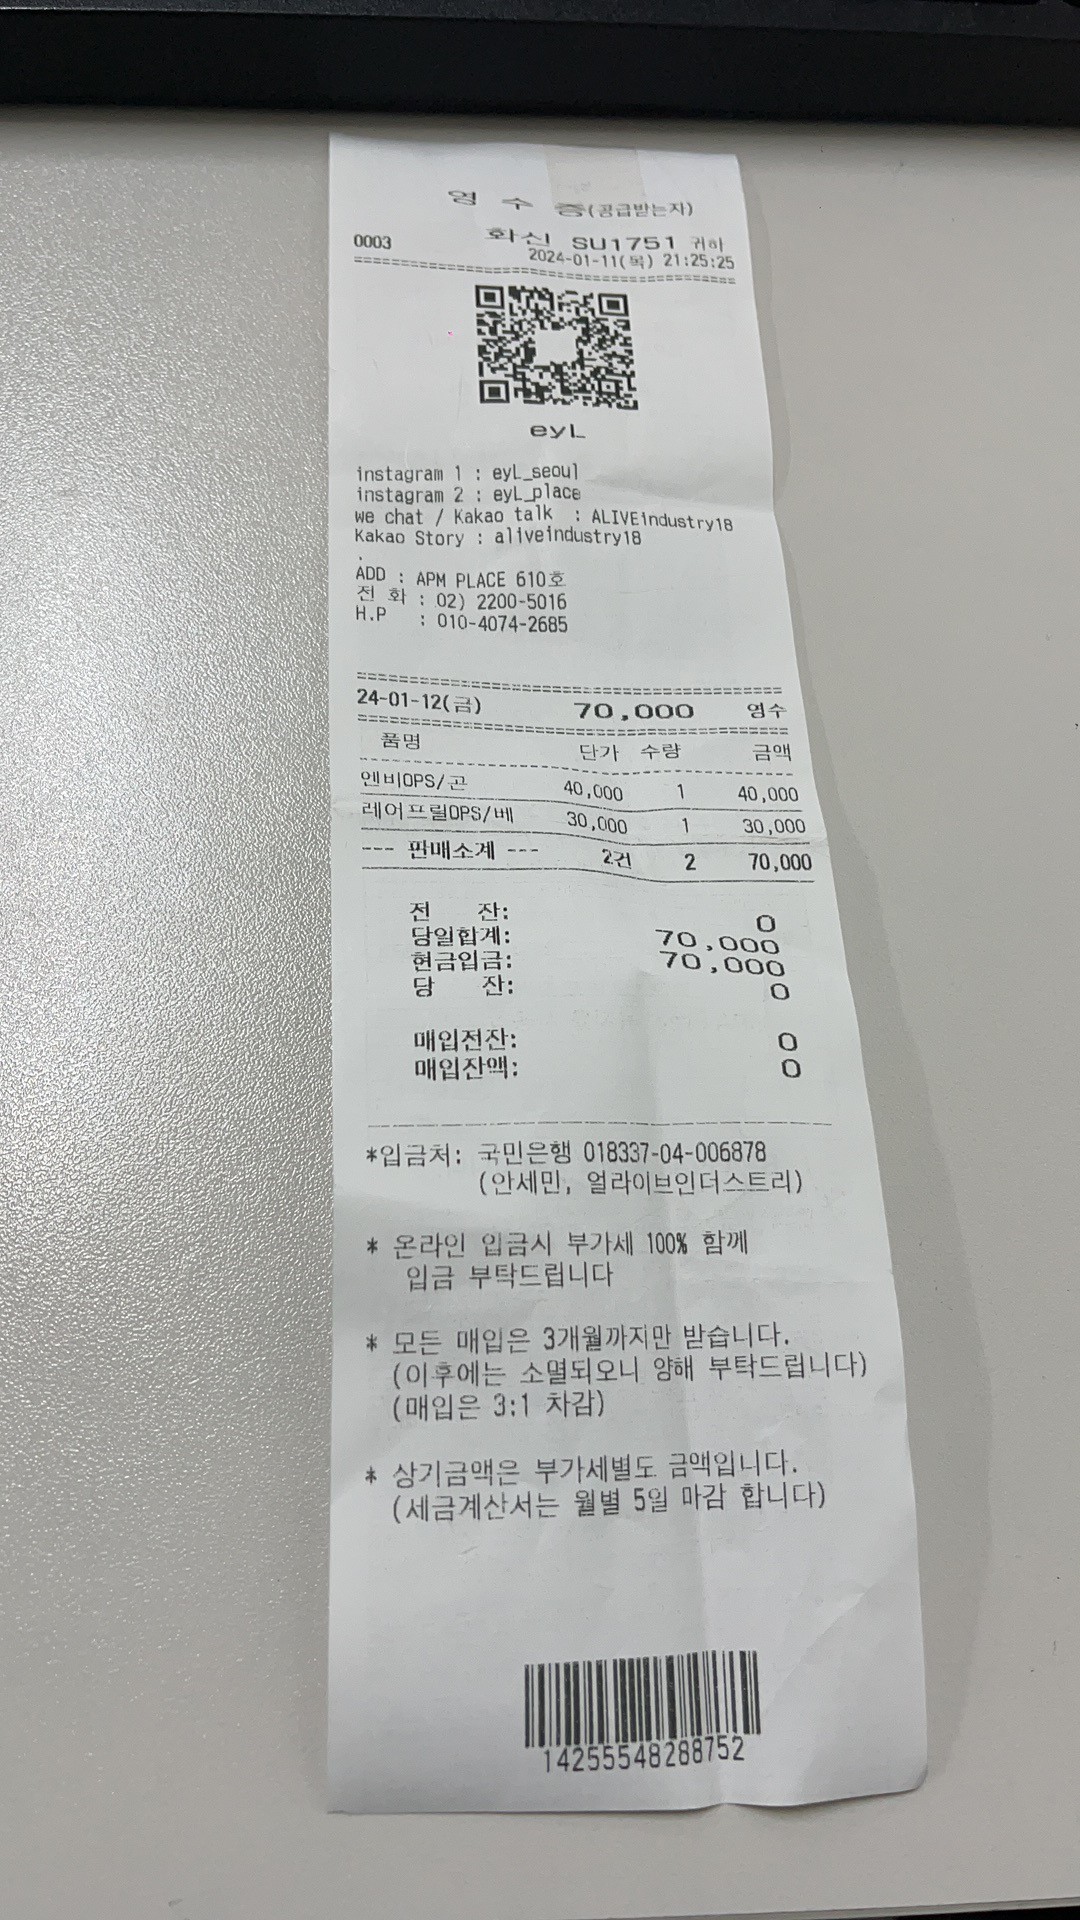 영 수 증(공급받는자)
0003 화신 SU1751 귀하
2024-01-11(목) 21:25:25
eyL
instagram 1 : eyL_seoul
instagram 2 : eyL_place
we chat / Kakao talk : ALIVEindustry18
Kakao Story : aliveindustry18
.
ADD : APM PLACE 610호
전 화 : 02) 2200-5016
H.P : 010-4074-2685
24-01-12(금) 70,000 영수
품명 단가 수량 금액
엔비OPS/곤 40,000 1 40,000
레어프릴OPS/베 30,000 1 30,000
--- 판매소계 --- 2건 2 70,000
전 잔: 0
당일합계: 70,000
현금입금: 70,000
당 잔: 0
매입전잔: 0
매입잔액: 0
*입금처: 국민은행 018337-04-006878
(안세민, 얼라이브인더스트리)
* 온라인 입금시 부가세 100% 함께
입금 부탁드립니다
* 모든 매입은 3개월까지만 받습니다.
(이후에는 소멸되오니 양해 부탁드립니다)
(매입은 3:1 차감)
* 상기금액은 부가세별도 금액입니다.
(세금계산서는 월별 5일 마감 합니다)
14255548288752